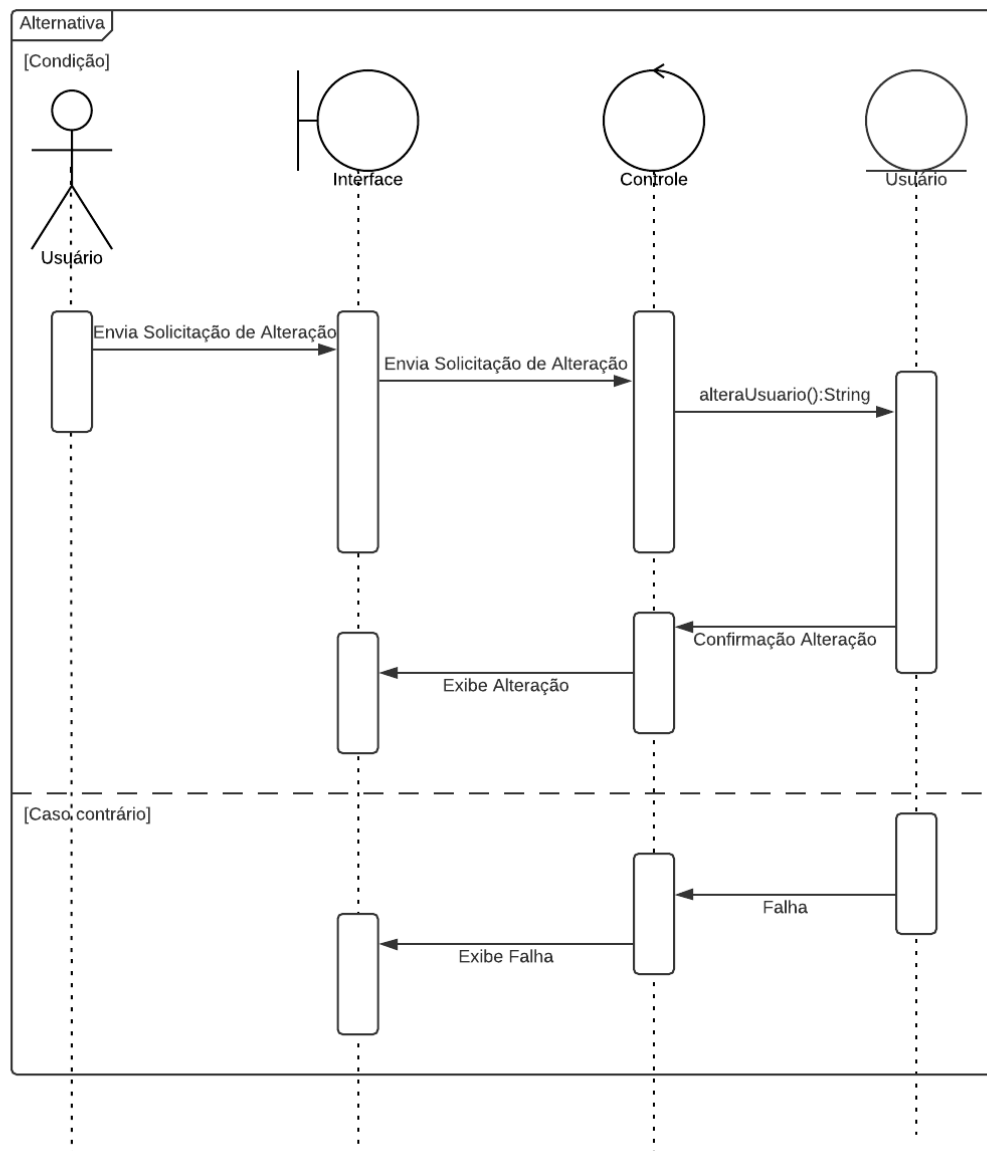 Alternativa
[Condição]
Interface
Controle
Usuário
Usuário
Envia Solicitação de Alteração
Envia Solicitação de Alteração
alteraUsuario():String
Confirmação Alteração
Exibe Alteração
[Caso contrário]
Falha
Exibe Falha